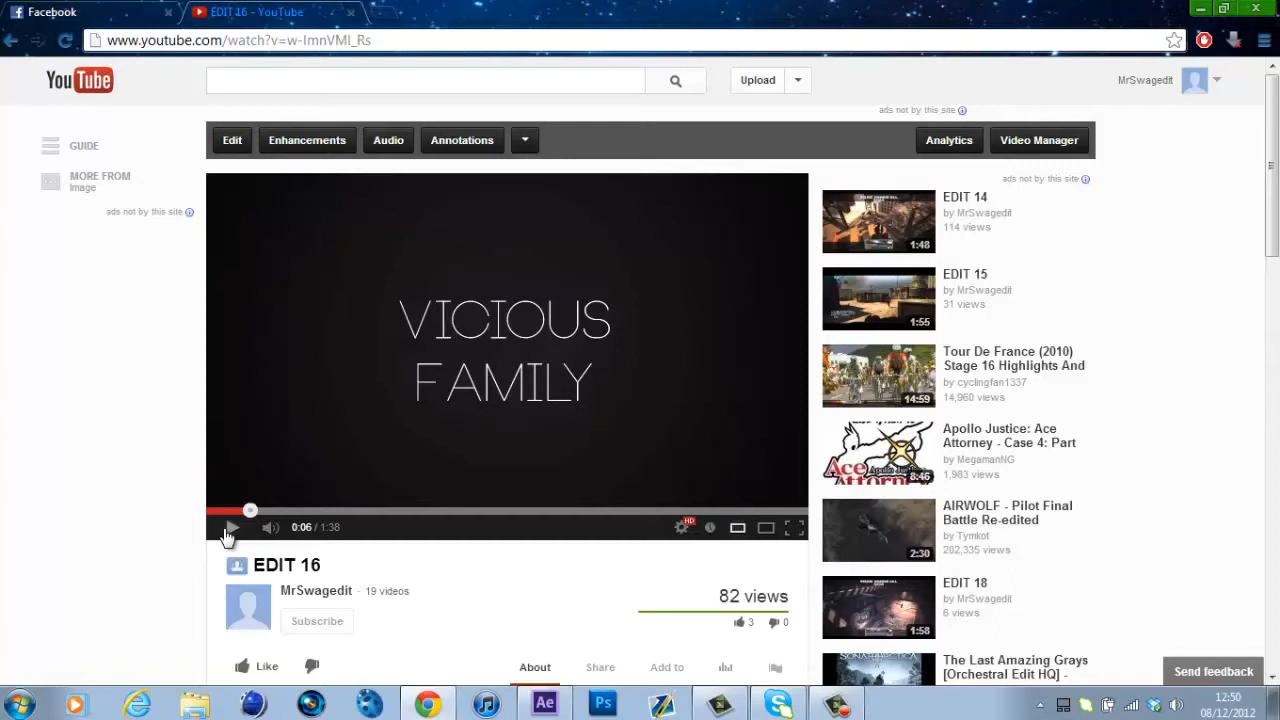 Facebook
EDIT 16 - YouTube
www.youtube.com/watch?v=w-ImnVMI_Rs
YouTube
Upload
MrSwagedit
ads not by this site
GUIDE
MORE FROM
Image
ads not by this site
Edit
Enhancements
Audio
Annotations
Analytics
Video Manager
ads not by this site
VICIOUS
FAMILY
0:06 / 1:38
HD
EDIT 16
MrSwagedit - 19 videos
Subscribe
82 views
3
0
Like
About
Share
Add to
EDIT 14
by MrSwagedit
114 views
1:48
EDIT 15
by MrSwagedit
31 views
1:55
Tour De France (2010)
Stage 16 Highlights And
by cyclingfan1337
14,960 views
14:59
Apollo Justice: Ace
Attorney - Case 4: Part
by MegamanNG
1,983 views
8:46
AIRWOLF - Pilot Final
Battle Re-edited
by Tymkot
202,335 views
2:30
EDIT 18
by MrSwagedit
6 views
1:58
The Last Amazing Grays
[Orchestral Edit HQ] -
Send feedback
Ae
Ps
12:50
08/12/2012